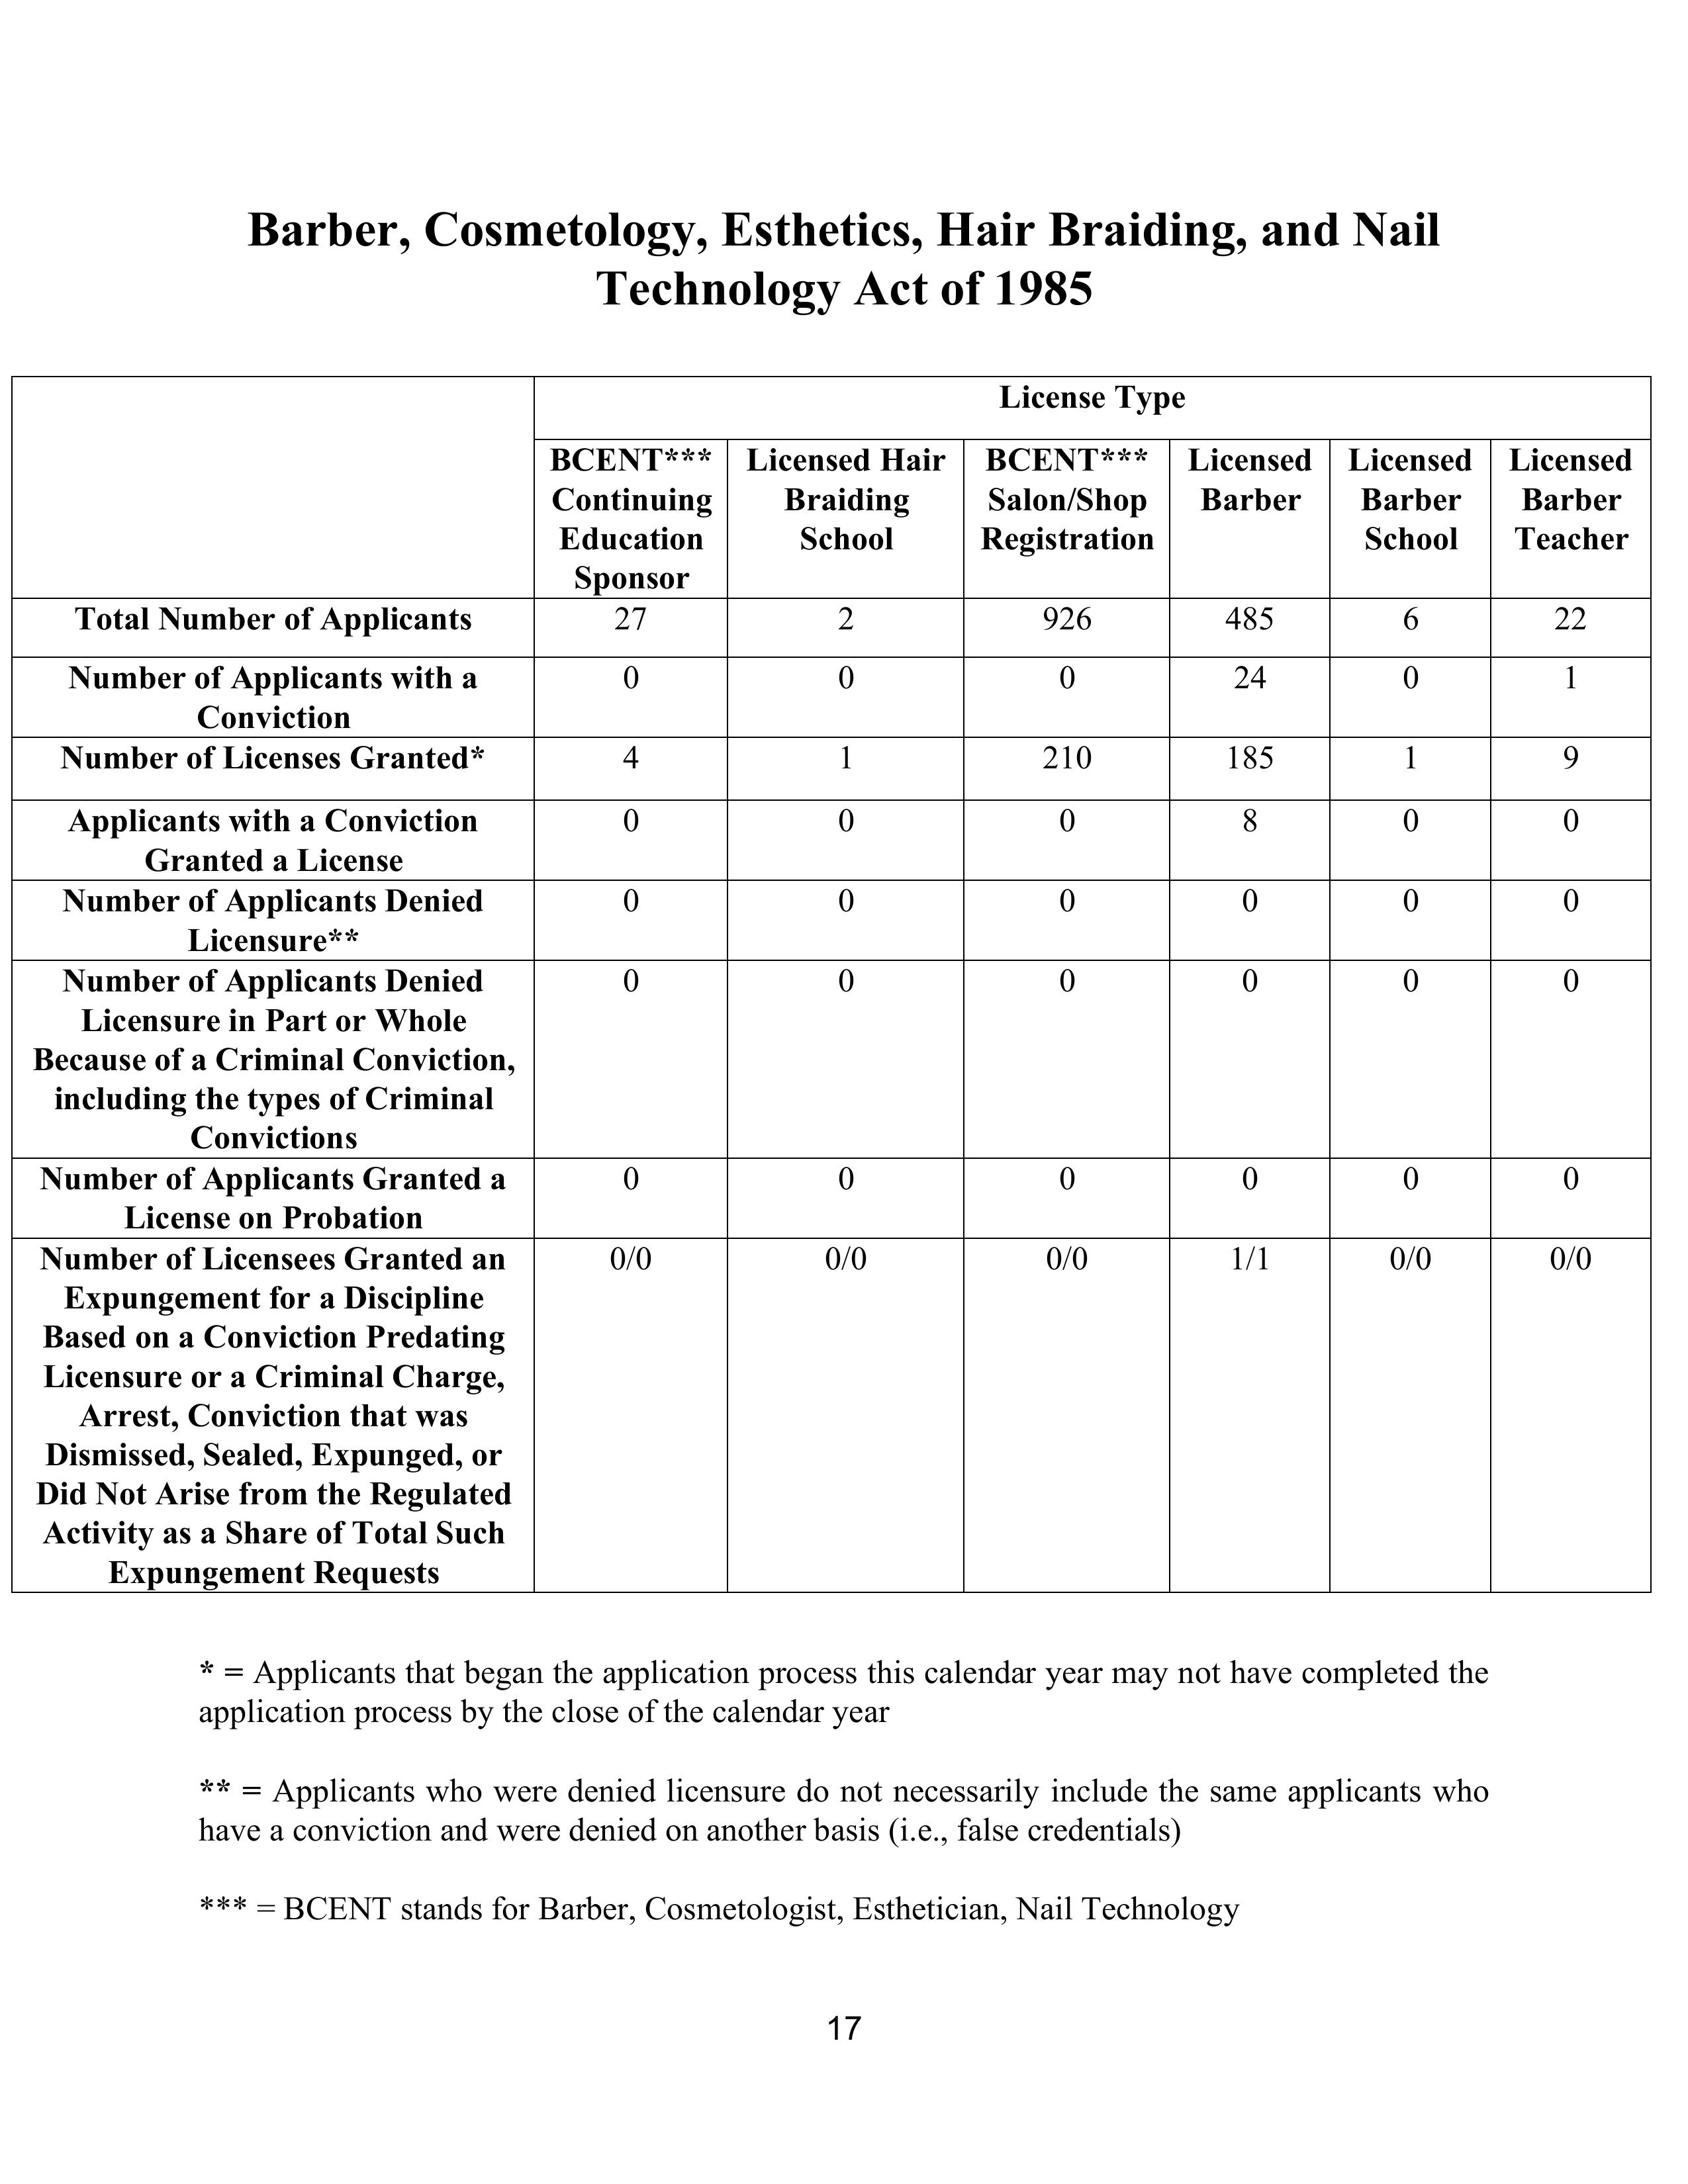 Barber, Cosmetology, Esthetics, Hair Braiding, and Nail
Technology Act of 1985
License Type
BCENT***
Continuing
Education
Sponsor
Licensed Hair
Braiding
School
BCENT***
Salon/Shop
Registration
Licensed
Barber
Licensed
Barber
School
Licensed
Barber
Teacher
Total Number of Applicants 27 2 926 485 6 22
Number of Applicants with a
Conviction
0 0 0 24 0 1
Number of Licenses Granted* 4 1 210 185 1 9
Applicants with a Conviction
Granted a License
0 0 0 8 0 0
Number of Applicants Denied
Licensure**
0 0 0 0 0 0
Number of Applicants Denied
Licensure in Part or Whole
Because of a Criminal Conviction,
including the types of Criminal
Convictions
0 0 0 0 0 0
Number of Applicants Granted a
License on Probation
0 0 0 0 0 0
Number of Licensees Granted an
Expungement for a Discipline
Based on a Conviction Predating
Licensure or a Criminal Charge,
Arrest, Conviction that was
Dismissed, Sealed, Expunged, or
Did Not Arise from the Regulated
Activity as a Share of Total Such
Expungement Requests
0/0 0/0 0/0 1/1 0/0 0/0
* = Applicants that began the application process this calendar year may not have completed the
application process by the close of the calendar year
** = Applicants who were denied licensure do not necessarily include the same applicants who
have a conviction and were denied on another basis (i.e., false credentials)
*** = BCENT stands for Barber, Cosmetologist, Esthetician, Nail Technology
17